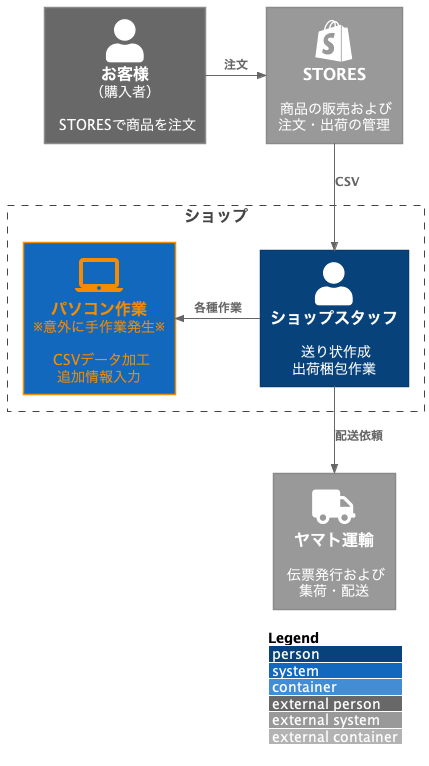 お客様
（購入者）
STORESで商品を注文
注文
STORES
商品の販売および
注文・出荷の管理
CSV
ショップ
パソコン作業
※意外に手作業発生※
CSVデータ加工
追加情報入力
各種作業
ショップスタッフ
送り状作成
出荷梱包作業
配送依頼
ヤマト運輸
伝票発行および
集荷・配送
Legend
person
system
container
external person
external system
external container